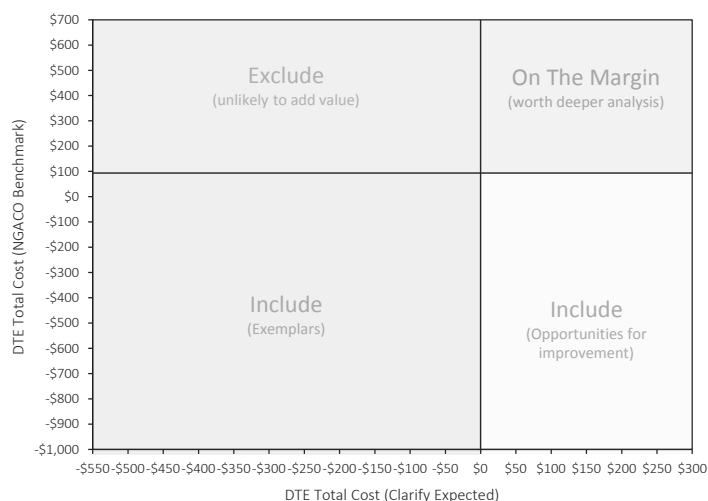 $700
$600
$500
$400
$300
$200
$100
$0
-$100
-$200
-$300
-$400
-$500
-$600
-$700
-$800
-$900
-$1,000
DTE Total Cost (NGACO Benchmark)
Exclude
(unlikely to add value)
On The Margin
(worth deeper analysis)
Include
(Exemplars)
Include
(Opportunities for
improvement)
-$550-$500-$450-$400-$350-$300-$250-$200-$150-$100 -$50 $0 $50 $100 $150 $200 $250 $300
DTE Total Cost (Clarify Expected)